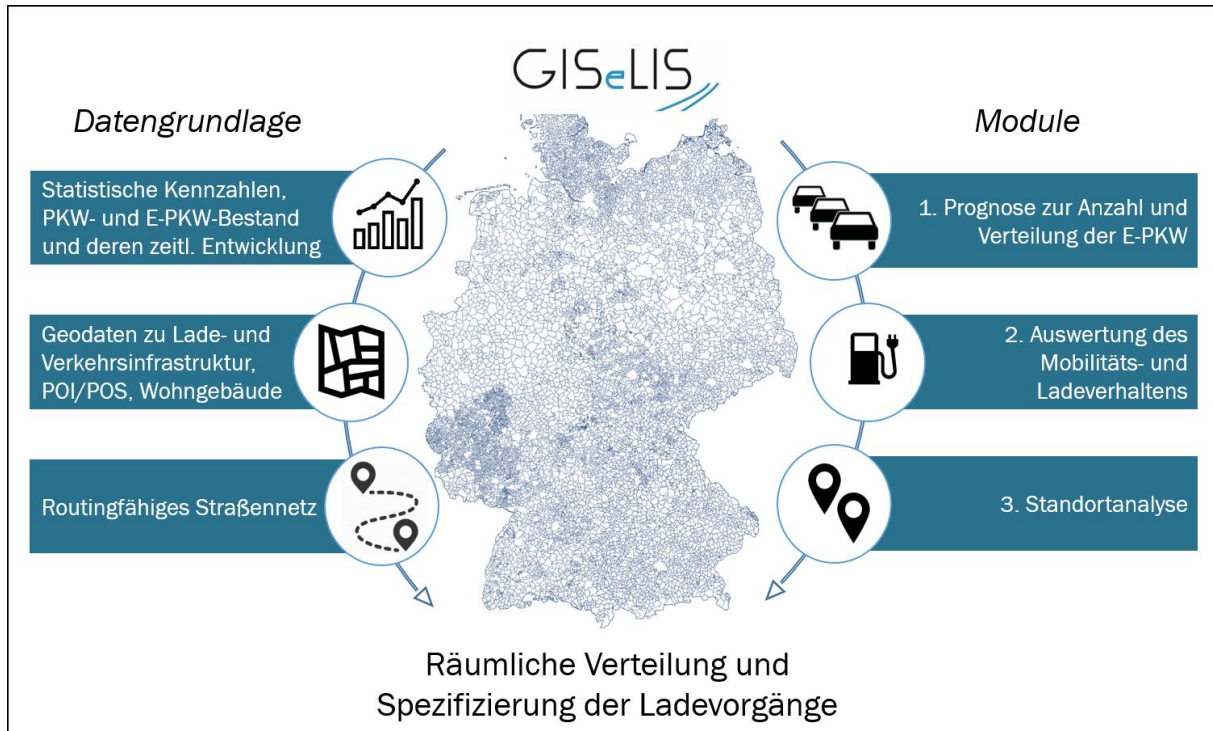 GISeLIS
Datengrundlage
Statistische Kennzahlen,
PKW- und E-PKW-Bestand
und deren zeitl. Entwicklung
Geodaten zu Lade- und
Verkehrsinfrastruktur,
POI/POS, Wohngebäude
Routingfähiges Straßennetz
Module
1. Prognose zur Anzahl und
Verteilung der E-PKW
2. Auswertung des
Mobilitäts- und
Ladeverhaltens
3. Standortanalyse
Räumliche Verteilung und
Spezifizierung der Ladevorgänge